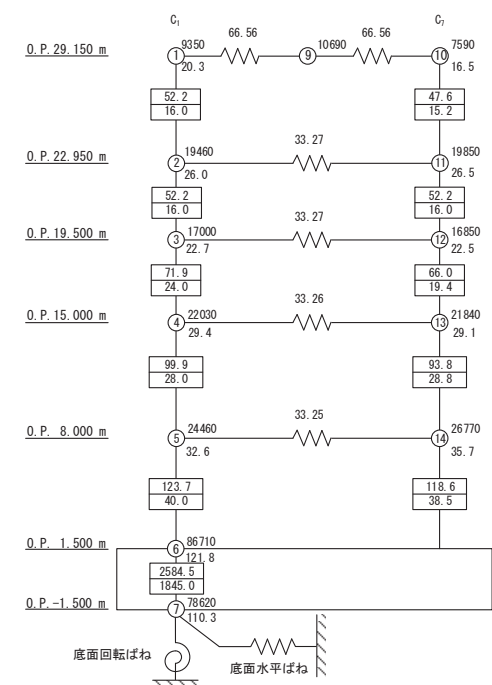 C₁ C₇
66.56 66.56
O.P.29.150 m ① 9350 ⑨ 10690 ⑩ 7590
20.3 16.5
52.2 47.6
16.0 15.2
33.27
O.P.22.950 m ② 19460 ⑪ 19850
26.0 26.5
52.2 52.2
16.0 16.0
33.27
O.P.19.500 m ③ 17000 ⑫ 16850
22.7 22.5
71.9 66.0
24.0 19.4
33.26
O.P.15.000 m ④ 22030 ⑬ 21840
29.4 29.1
99.9 93.8
28.0 28.8
33.25
O.P. 8.000 m ⑤ 24460 ⑭ 26770
32.6 35.7
123.7 118.6
40.0 38.5
O.P. 1.500 m ⑥ 86710
121.8
2584.5
1845.0
O.P.-1.500 m ⑦ 78620
110.3
底面回転ばね
底面水平ばね